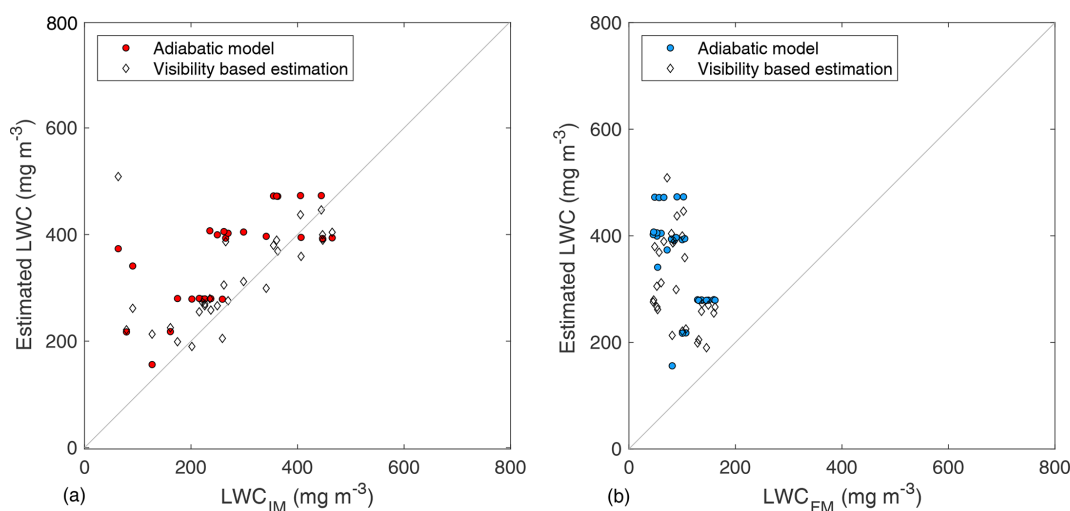 800
600
400
200
0
Estimated LWC (mg m-3)
Adiabatic model
Visibility based estimation
0 200 400 600 800
(a) LWC_IM (mg m-3)
800
600
400
200
0
Estimated LWC (mg m-3)
Adiabatic model
Visibility based estimation
0 200 400 600 800
(b) LWC_FM (mg m-3)